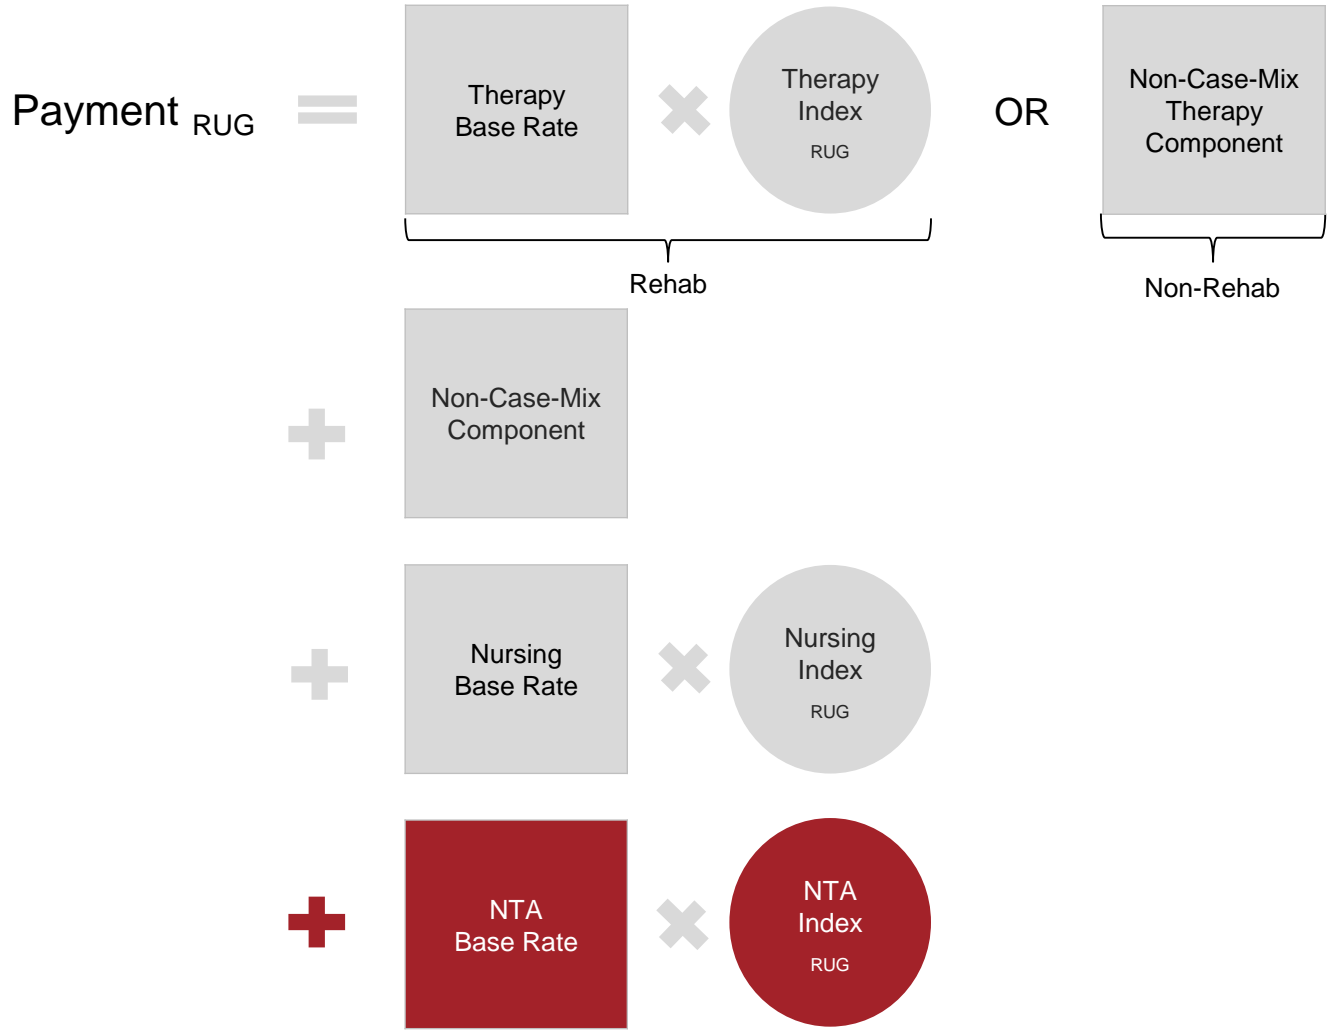 Payment RUG
Therapy
Base Rate
Therapy
Index
RUG
OR
Non-Case-Mix
Therapy
Component
Rehab
Non-Rehab
Non-Case-Mix
Component
Nursing
Base Rate
Nursing
Index
RUG
NTA
Base Rate
NTA
Index
RUG